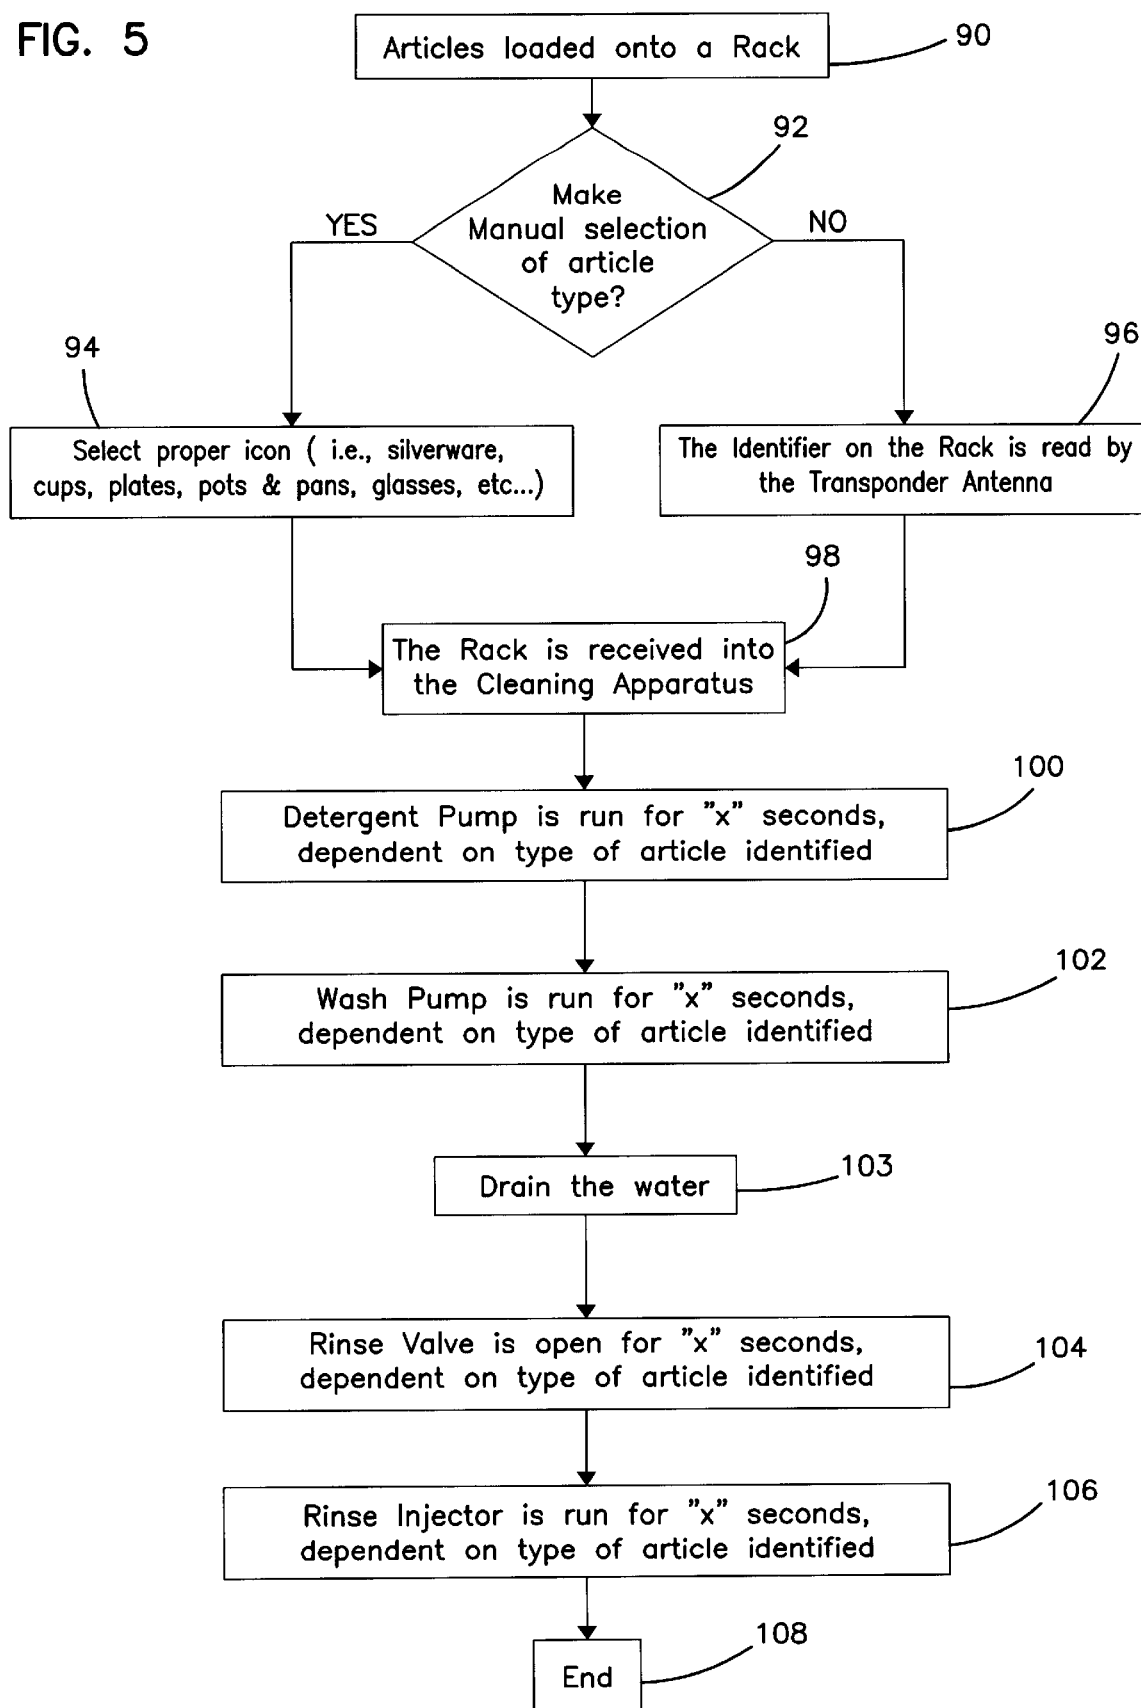 FIG. 5
Articles loaded onto a Rack
90
92
Make
Manual selection
of article
type?
YES
NO
94
96
Select proper icon ( i.e., silverware,
cups, plates, pots & pans, glasses, etc...)
The Identifier on the Rack is read by
the Transponder Antenna
98
The Rack is received into
the Cleaning Apparatus
100
Detergent Pump is run for "x" seconds,
dependent on type of article identified
102
Wash Pump is run for "x" seconds,
dependent on type of article identified
103
Drain the water
Rinse Valve is open for "x" seconds,
dependent on type of article identified
104
106
Rinse Injector is run for "x" seconds,
dependent on type of article identified
108
End